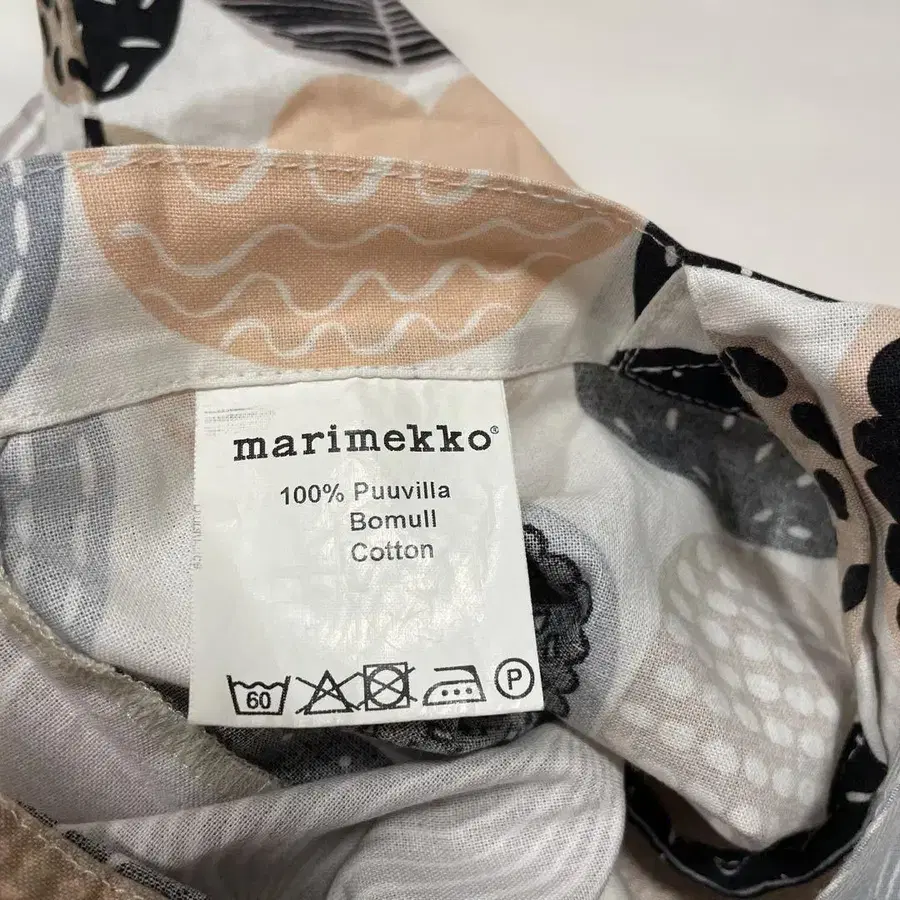 marimekko®
100% Puuvilla
Bomull
Cotton
60
P